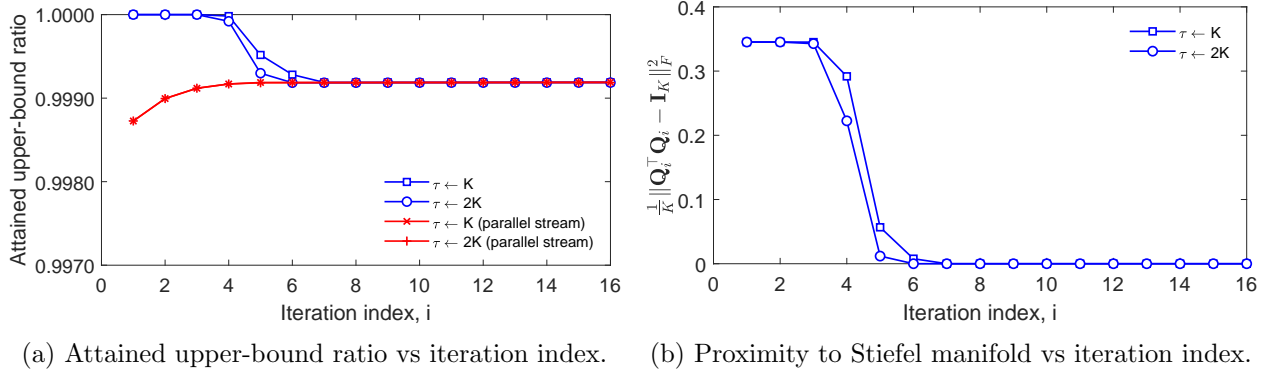 Attained upper-bound ratio
1.0000
0.9990
0.9980
0.9970
0 2 4 6 8 10 12 14 16
Iteration index, i
τ ← K
τ ← 2K
τ ← K (parallel stream)
τ ← 2K (parallel stream)
(a) Attained upper-bound ratio vs iteration index.
1/K ||Q_i^⊤ Q_i − I_K||_F^2
0.4
0.3
0.2
0.1
0
0 2 4 6 8 10 12 14 16
Iteration index, i
τ ← K
τ ← 2K
(b) Proximity to Stiefel manifold vs iteration index.